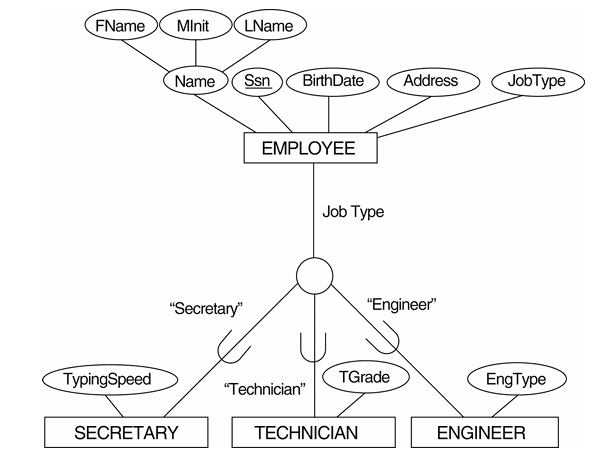 FName MInit LName
Name Ssn BirthDate Address JobType
EMPLOYEE
Job Type
“Secretary” “Engineer”
TypingSpeed “Technician” TGrade EngType
SECRETARY TECHNICIAN ENGINEER